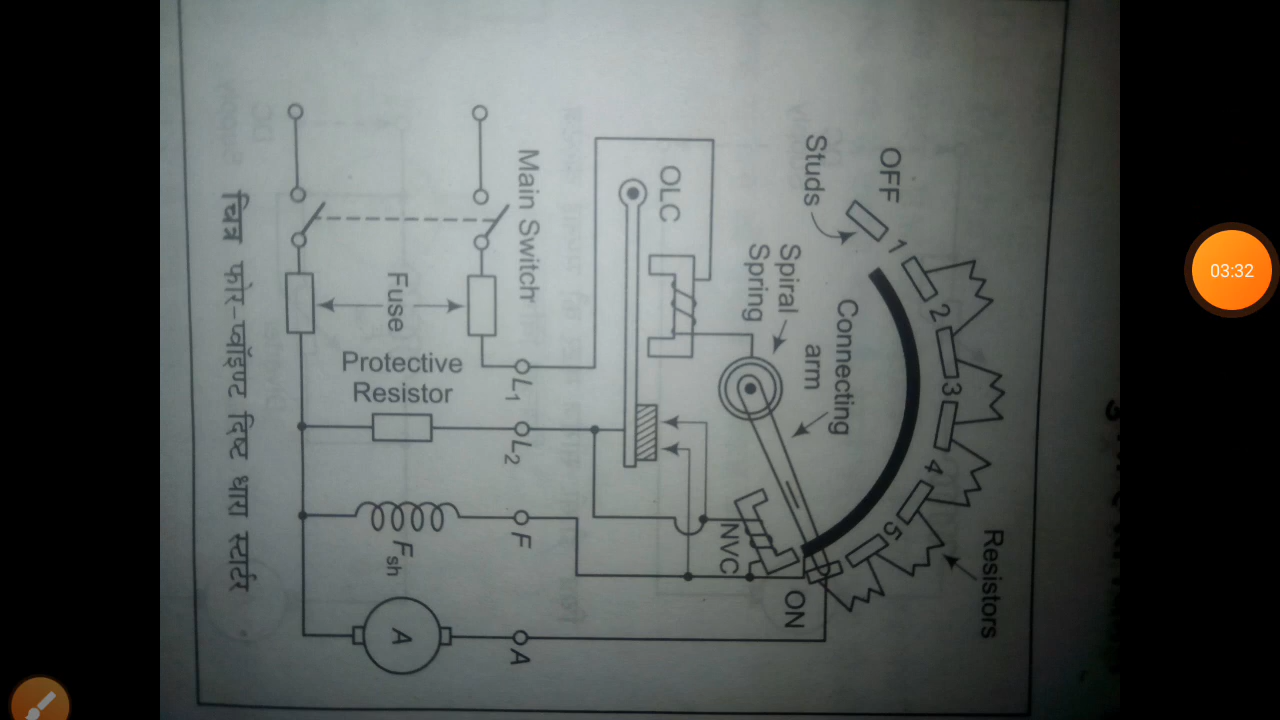 OFF
Studs
1
2
3
4
5
Resistors
ON
Connecting
arm
Spiral
Spring
OLC
NVC
Main Switch
L1
L2
F
A
Fuse
Protective
Resistor
Fsh
A
चित्र फोर-प्वॉइण्ट दिष्ट धारा स्टार्टर
03:32